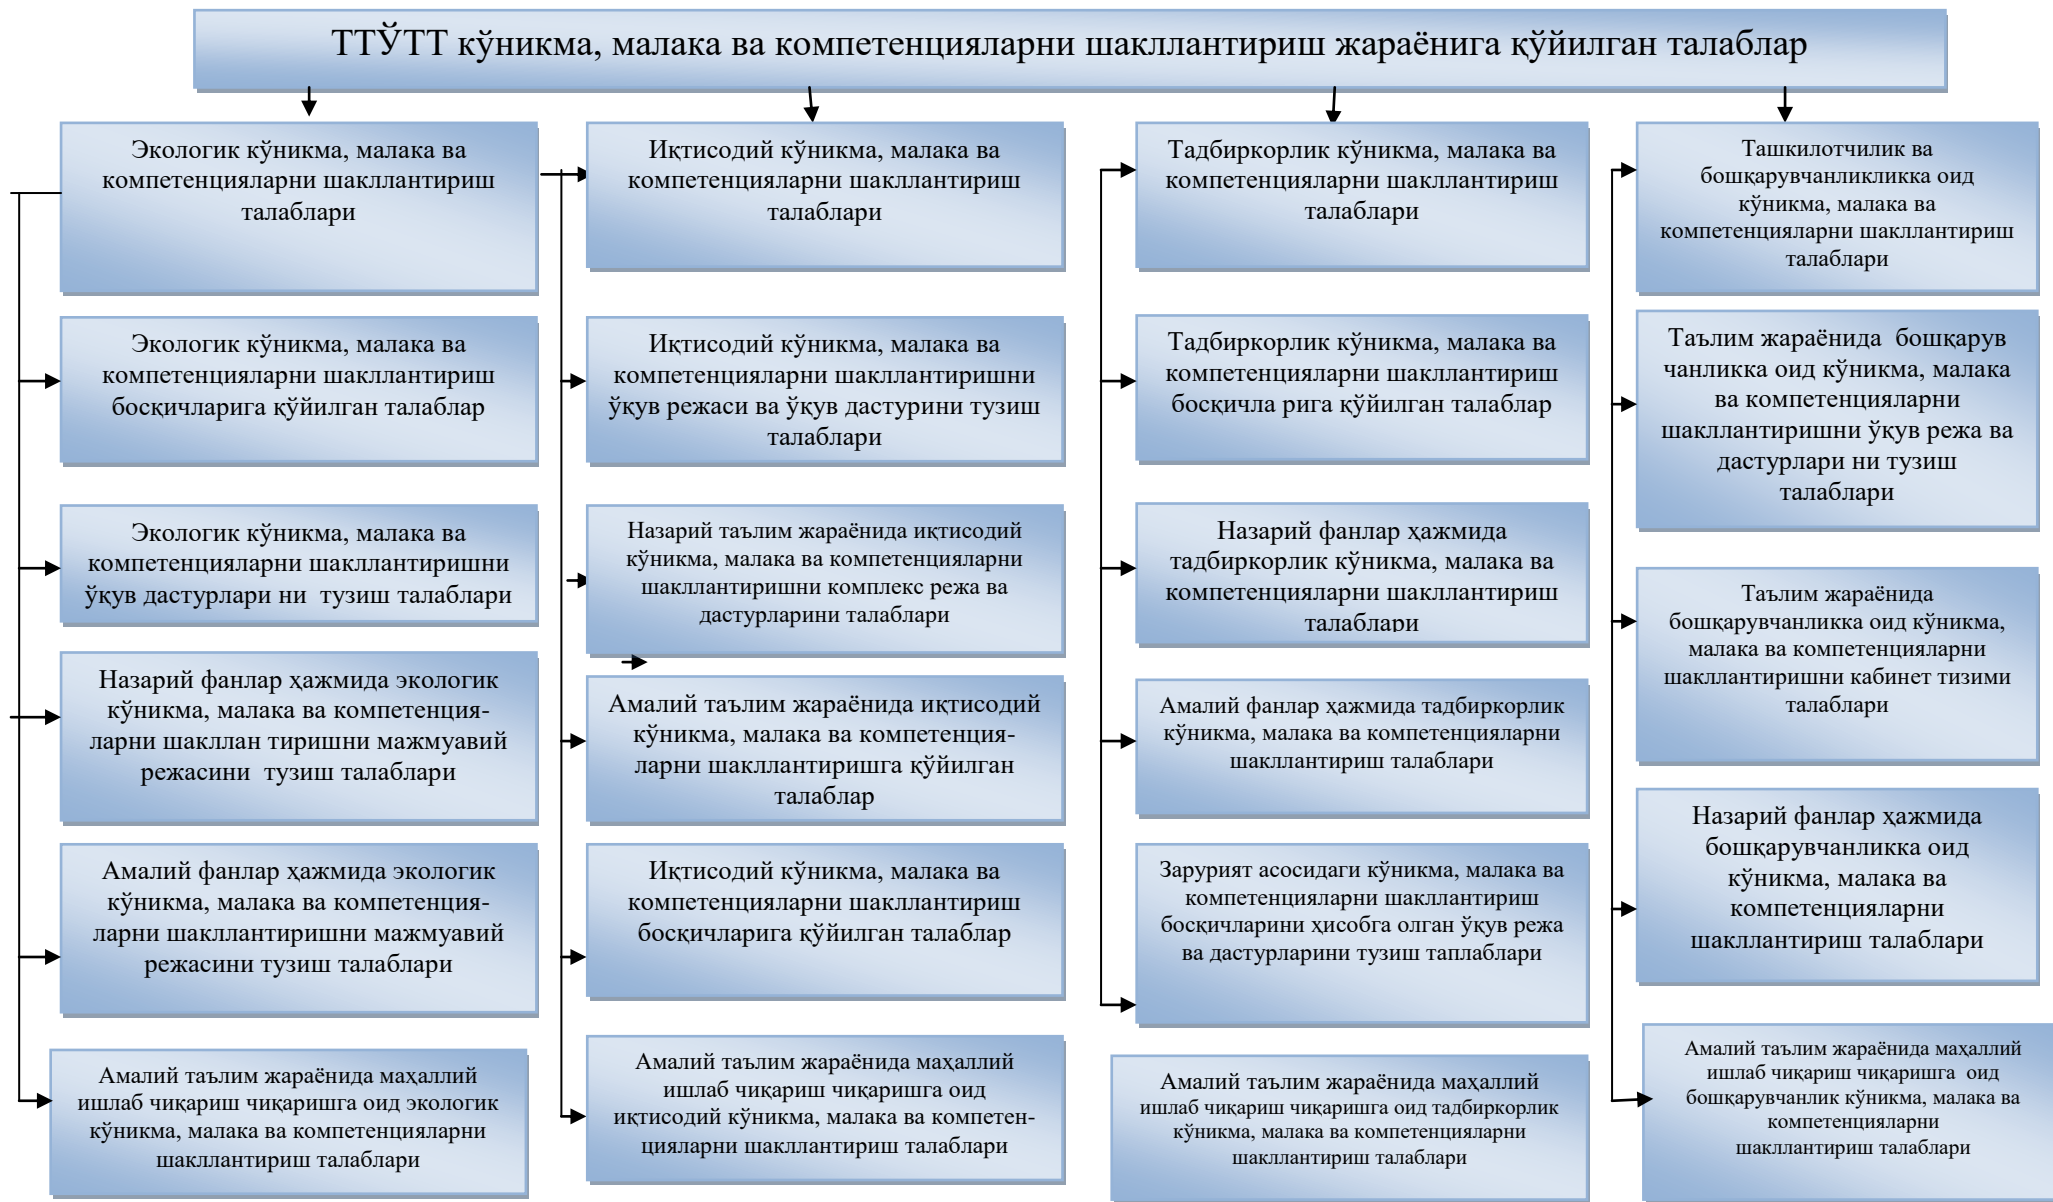 ТТЎТТ кўникма, малака ва компетенцияларни шакллантириш жараёнига қўйилган талаблар
Экологик кўникма, малака ва
компетенцияларни шакллантириш
талаблари
Экологик кўникма, малака ва
компетенцияларни шакллантириш
босқичларига қўйилган талаблар
Экологик кўникма, малака ва
компетенцияларни шакллантиришни
ўқув дастурлари ни тузиш талаблари
Назарий фанлар ҳажмида экологик
кўникма, малака ва компетенция-
ларни шакллан тиришни мажмуавий
режасини тузиш талаблари
Амалий фанлар ҳажмида экологик
кўникма, малака ва компетенция-
ларни шакллантиришни мажмуавий
режасини тузиш талаблари
Амалий таълим жараёнида маҳаллий
ишлаб чиқариш чиқаришга оид экологик
кўникма, малака ва компетенцияларни
шакллантириш талаблари
Иқтисодий кўникма, малака ва
компетенцияларни шакллантириш
талаблари
Иқтисодий кўникма, малака ва
компетенцияларни шакллантиришни
ўқув режаси ва ўқув дастурини тузиш
талаблари
Назарий таълим жараёнида иқтисодий
кўникма, малака ва компетенцияларни
шакллантиришни комплекс режа ва
дастурларини талаблари
Амалий таълим жараёнида иқтисодий
кўникма, малака ва компетенция-
ларни шакллантиришга қўйилган
талаблар
Иқтисодий кўникма, малака ва
компетенцияларни шакллантириш
босқичларига қўйилган талаблар
Амалий таълим жараёнида маҳаллий
ишлаб чиқариш чиқаришга оид
иқтисодий кўникма, малака ва компетен-
цияларни шакллантириш талаблари
Тадбиркорлик кўникма, малака ва
компетенцияларни шакллантириш
талаблари
Тадбиркорлик кўникма, малака ва
компетенцияларни шакллантириш
босқичла рига қўйилган талаблар
Назарий фанлар ҳажмида
тадбиркорлик кўникма, малака ва
компетенцияларни шакллантириш
талаблари
Амалий фанлар ҳажмида тадбиркорлик
кўникма, малака ва компетенцияларни
шакллантириш талаблари
Зарурият асосидаги кўникма, малака ва
компетенцияларни шакллантириш
босқичларини ҳисобга олган ўқув режа
ва дастурларини тузиш таплаблари
Амалий таълим жараёнида маҳаллий
ишлаб чиқариш чиқаришга оид тадбиркорлик
кўникма, малака ва компетенцияларни
шакллантириш талаблари
Ташкилотчилик ва
бошқарувчанликликка оид
кўникма, малака ва
компетенцияларни шакллантириш
талаблари
Таълим жараёнида бошқарув
чанликка оид кўникма, малака
ва компетенцияларни
шакллантиришни ўқув режа ва
дастурлари ни тузиш
талаблари
Таълим жараёнида
бошқарувчанликка оид кўникма,
малака ва компетенцияларни
шакллантиришни кабинет тизими
талаблари
Назарий фанлар ҳажмида
бошқарувчанликка оид
кўникма, малака ва
компетенцияларни
шакллантириш талаблари
Амалий таълим жараёнида маҳаллий
ишлаб чиқариш чиқаришга оид
бошқарувчанлик кўникма, малака ва
компетенцияларни
шакллантириш талаблари